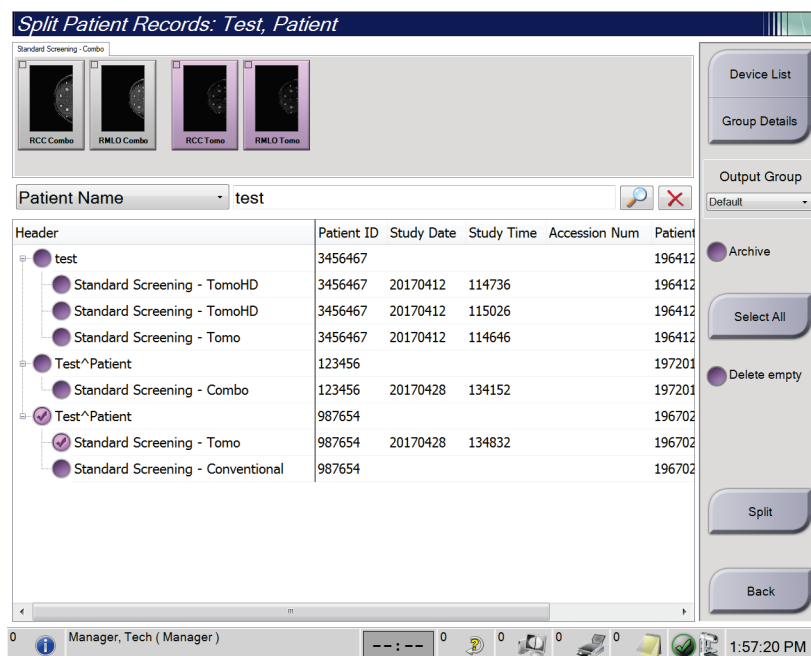 Split Patient Records: Test, Patient
Standard Screening - Combo
RCC Combo RMLO Combo RCC Tomo RMLO Tomo
Device List
Group Details
Output Group
Default
Patient Name test
Header Patient ID Study Date Study Time Accession Num Patient
test 3456467 196412
Standard Screening - TomoHD 3456467 20170412 114736 196412
Standard Screening - TomoHD 3456467 20170412 115026 196412
Standard Screening - Tomo 3456467 20170412 114646 196412
Test^Patient 123456 197201
Standard Screening - Combo 123456 20170428 134152 197201
Test^Patient 987654 196702
Standard Screening - Tomo 987654 20170428 134832 196702
Standard Screening - Conventional 987654 196702
Archive
Select All
Delete empty
Split
Back
0 Manager, Tech ( Manager ) --:-- 0 0 0 0 1:57:20 PM